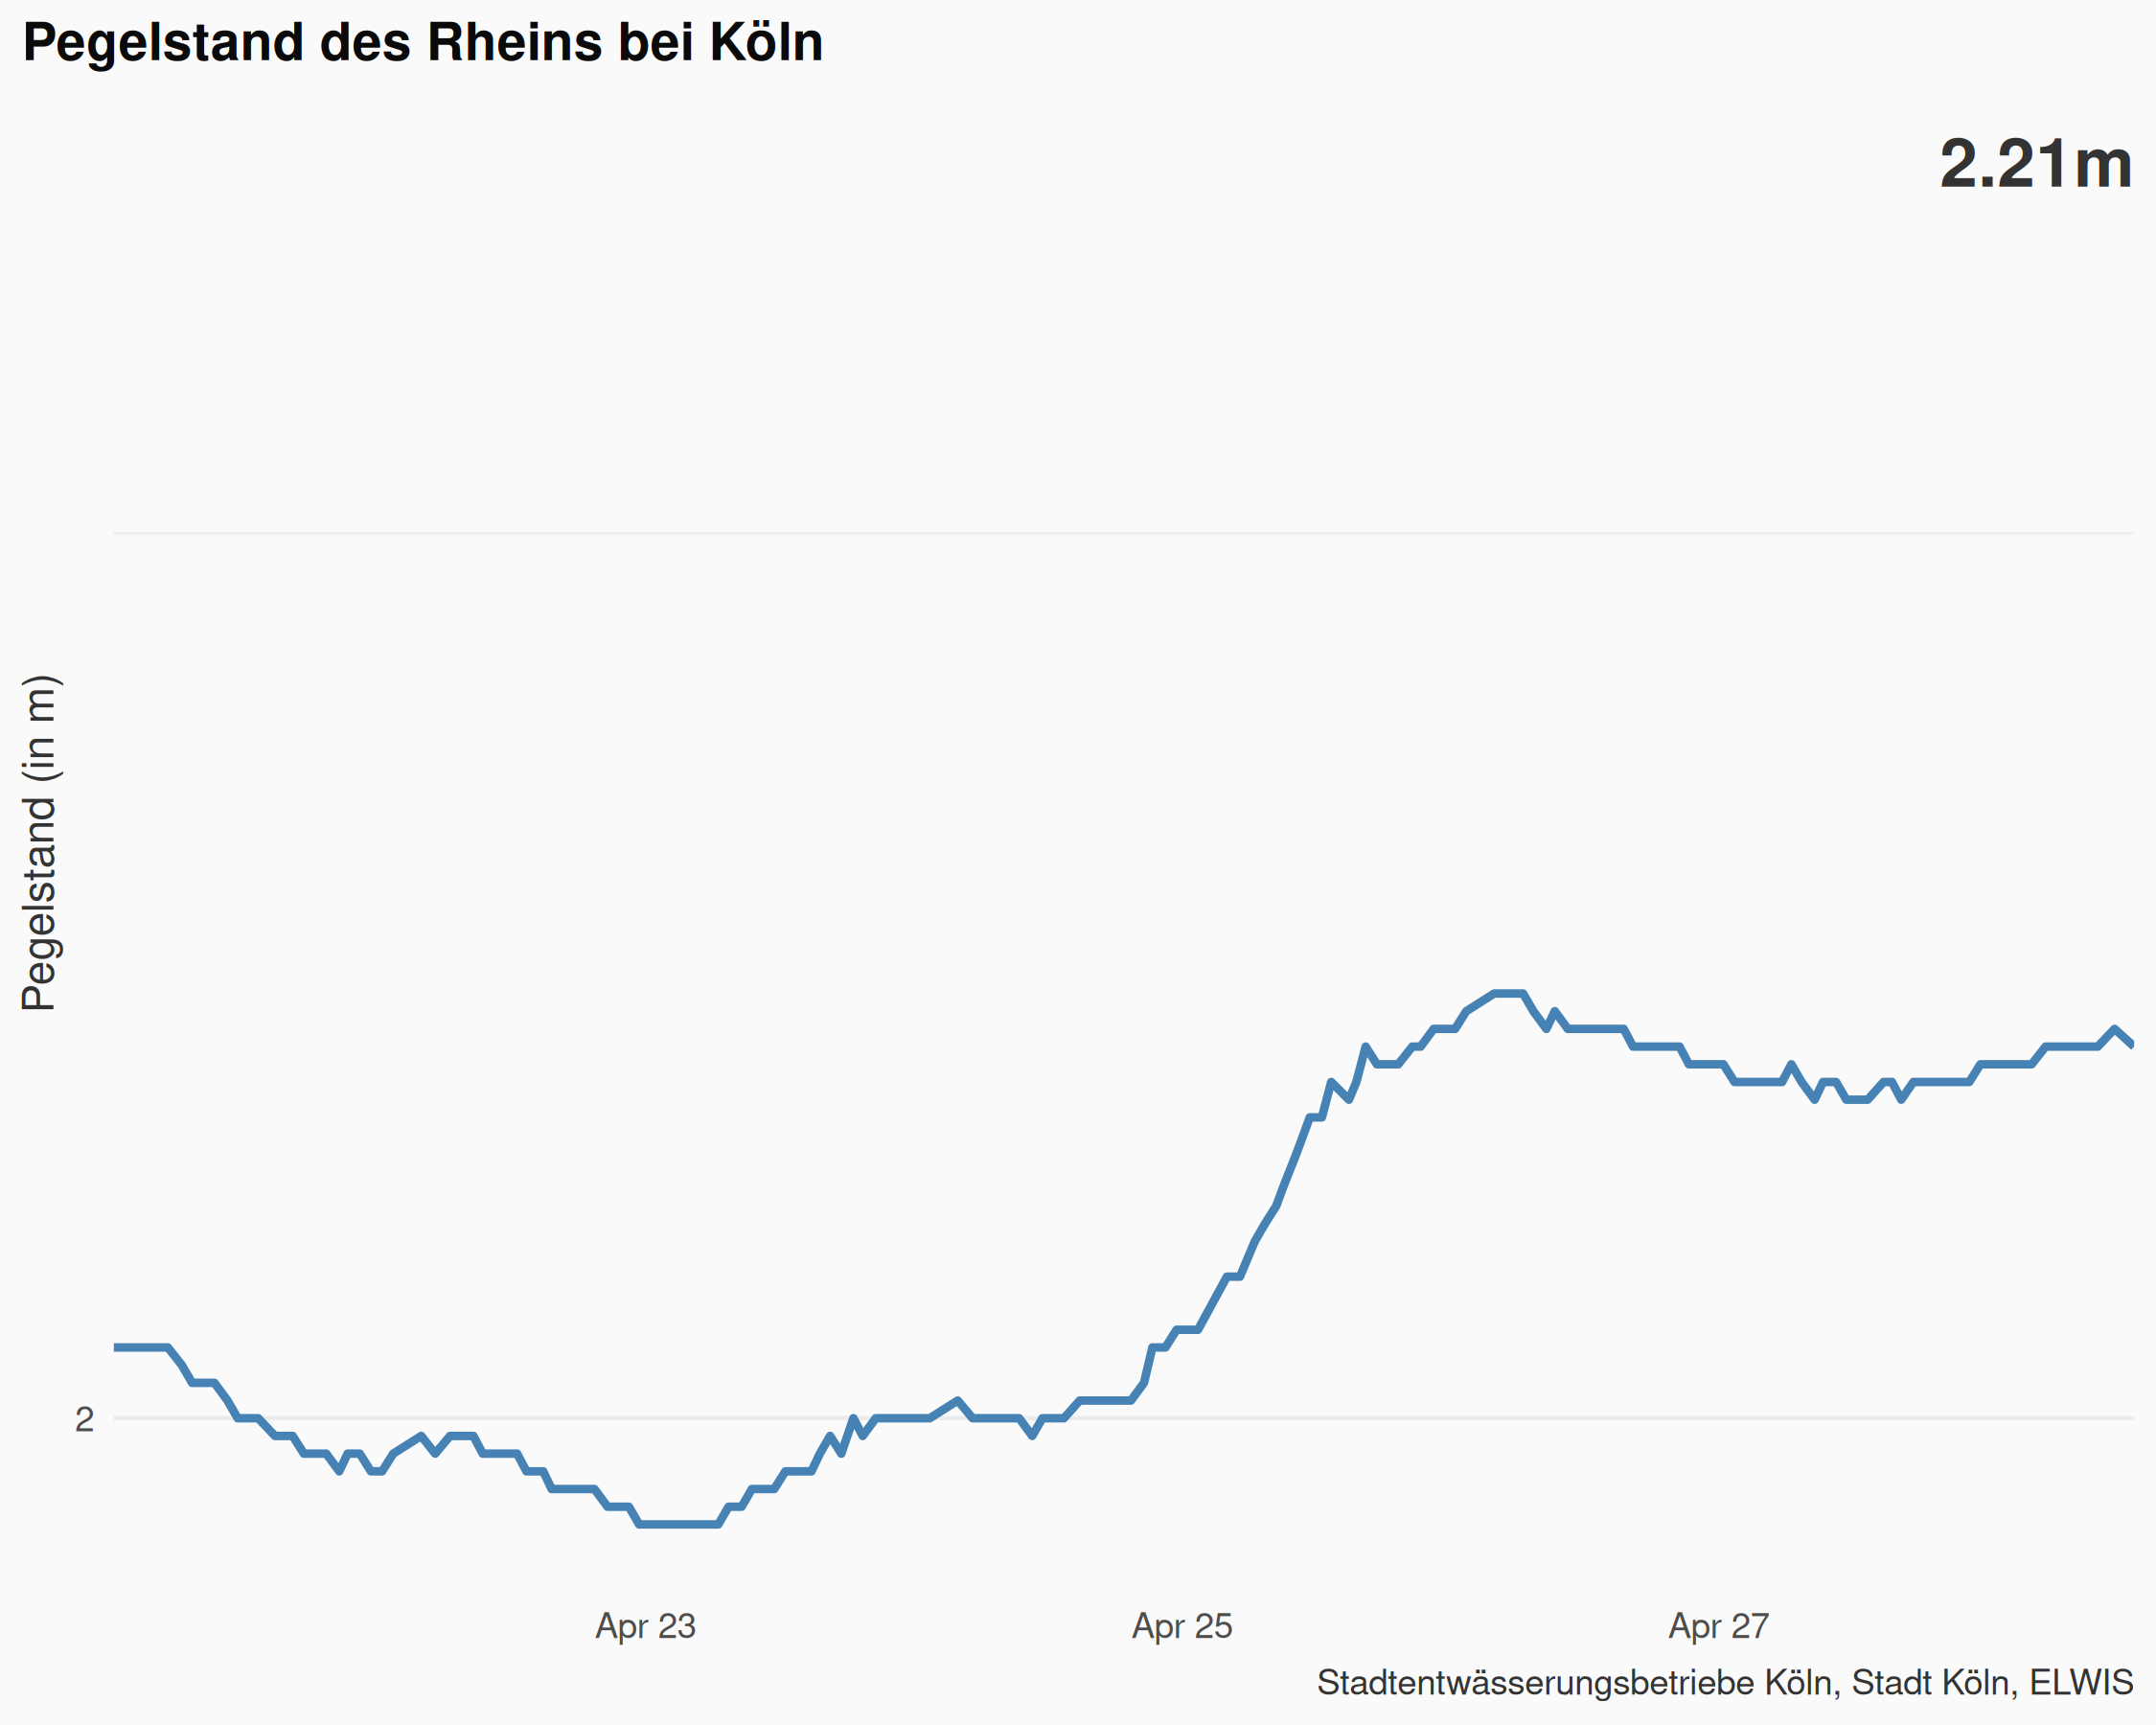 Pegelstand des Rheins bei Köln
2.21m
Pegelstand (in m)
2
Apr 23
Apr 25
Apr 27
Stadtentwässerungsbetriebe Köln, Stadt Köln, ELWIS